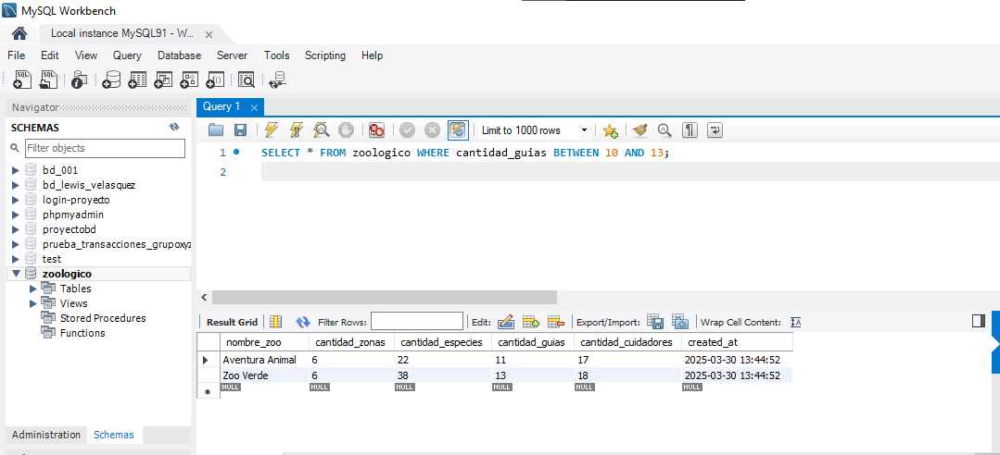 MySQL Workbench
Local instance MySQL91 - W... ×
File Edit View Query Database Server Tools Scripting Help
Navigator
SCHEMAS
Filter objects
bd_001
bd_lewis_velasquez
login-proyecto
phpmyadmin
proyectobd
prueba_transacciones_grupoxyz
test
zoologico
Tables
Views
Stored Procedures
Functions
Administration Schemas
Query 1 ×
Limit to 1000 rows
1 SELECT * FROM zoologico WHERE cantidad_guias BETWEEN 10 AND 13;
2
Result Grid Filter Rows: Edit: Export/Import: Wrap Cell Content:
nombre_zoo cantidad_zonas cantidad_especies cantidad_guias cantidad_cuidadores created_at
Aventura Animal 6 22 11 17 2025-03-30 13:44:52
Zoo Verde 6 38 13 18 2025-03-30 13:44:52
NULL NULL NULL NULL NULL NULL